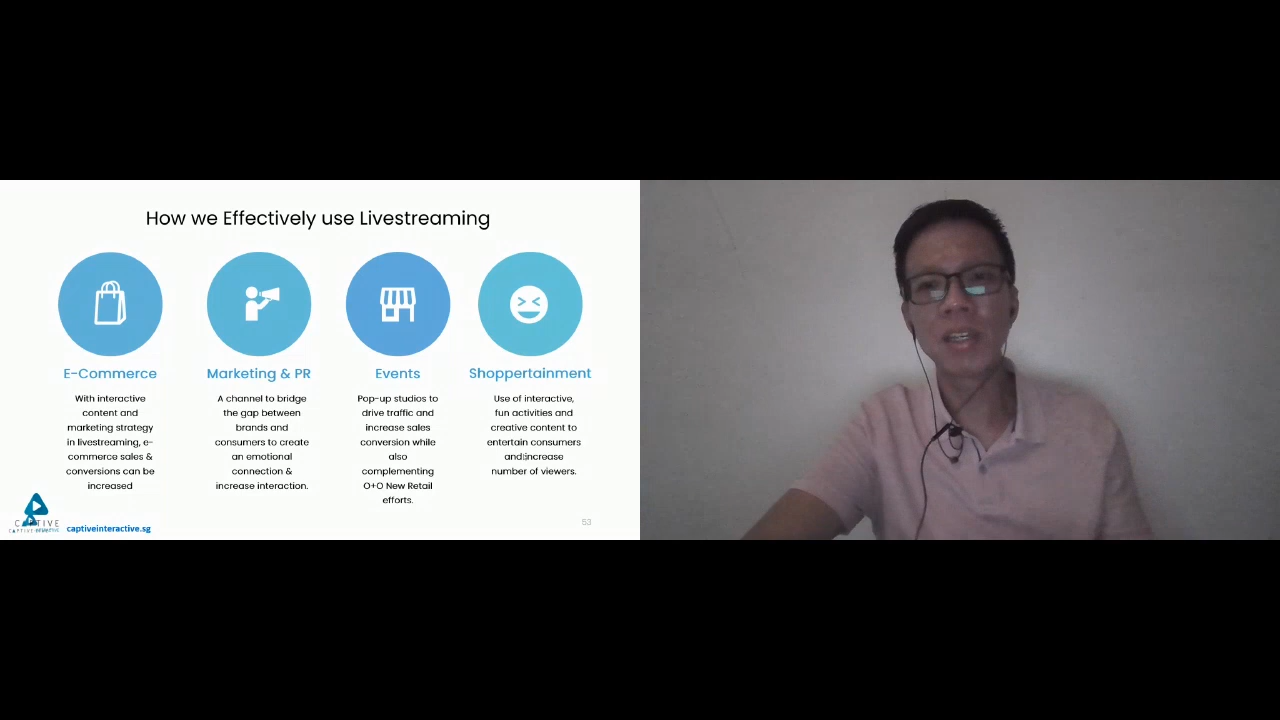 How we Effectively use Livestreaming
E-Commerce
With interactive
content and
marketing strategy
in livestreaming, e-
commerce sales &
conversions can be
increased
Marketing & PR
A channel to bridge
the gap between
brands and
consumers to create
an emotional
connection &
increase interaction.
Events
Pop-up studios to
drive traffic and
increase sales
conversion while
also
complementing
O+O New Retail
efforts.
Shoppertainment
Use of interactive,
fun activities and
creative content to
entertain consumers
and increase
number of viewers.
captiveinteractive.sg
53